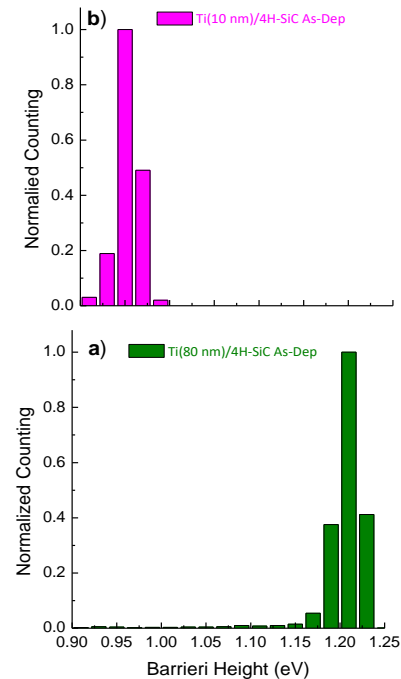 b)
Ti(10 nm)/4H-SiC As-Dep
Normalied Counting
1.0
0.8
0.6
0.4
0.2
0.0
a)
Ti(80 nm)/4H-SiC As-Dep
Normalized Counting
1.0
0.8
0.6
0.4
0.2
0.0
0.90 0.95 1.00 1.05 1.10 1.15 1.20 1.25
Barrieri Height (eV)